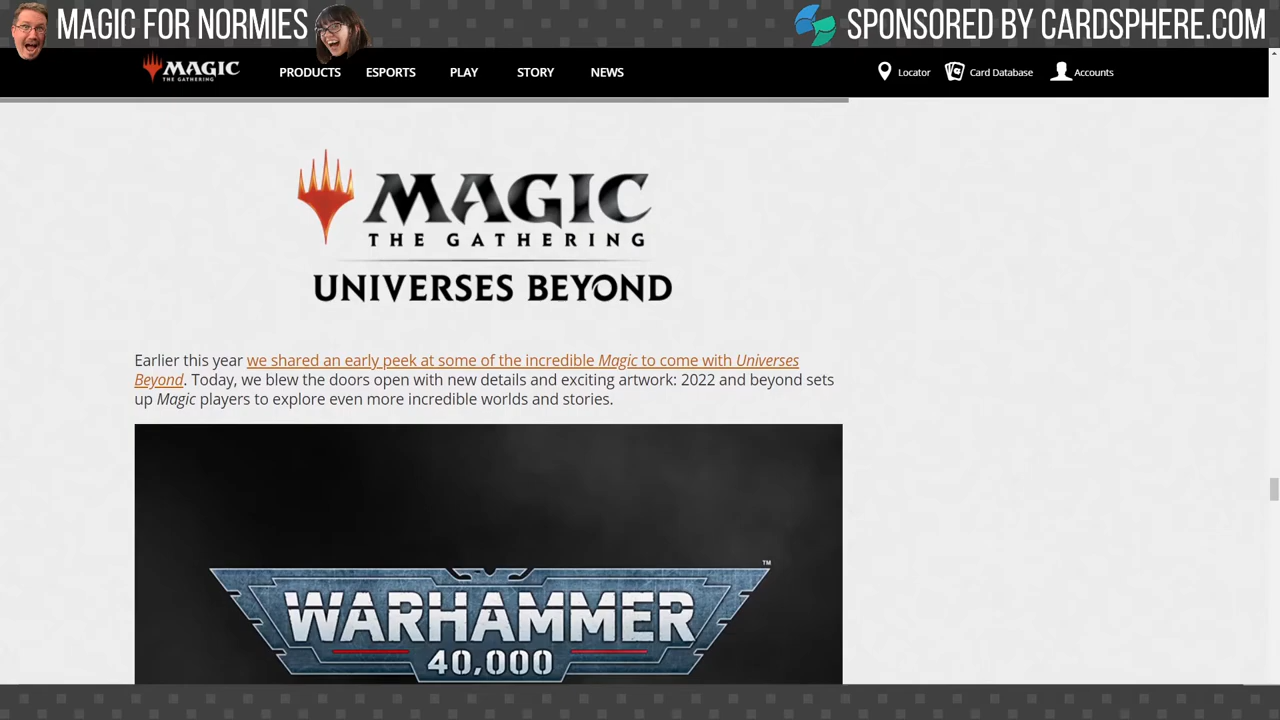 MAGIC FOR NORMIES
SPONSORED BY CARDSPHERE.COM
MAGIC
THE GATHERING
PRODUCTS ESPORTS PLAY STORY NEWS
Locator Card Database Accounts
MAGIC
THE GATHERING
UNIVERSES BEYOND
Earlier this year we shared an early peek at some of the incredible Magic to come with Universes
Beyond. Today, we blew the doors open with new details and exciting artwork: 2022 and beyond sets
up Magic players to explore even more incredible worlds and stories.
WARHAMMER
40,000
TM